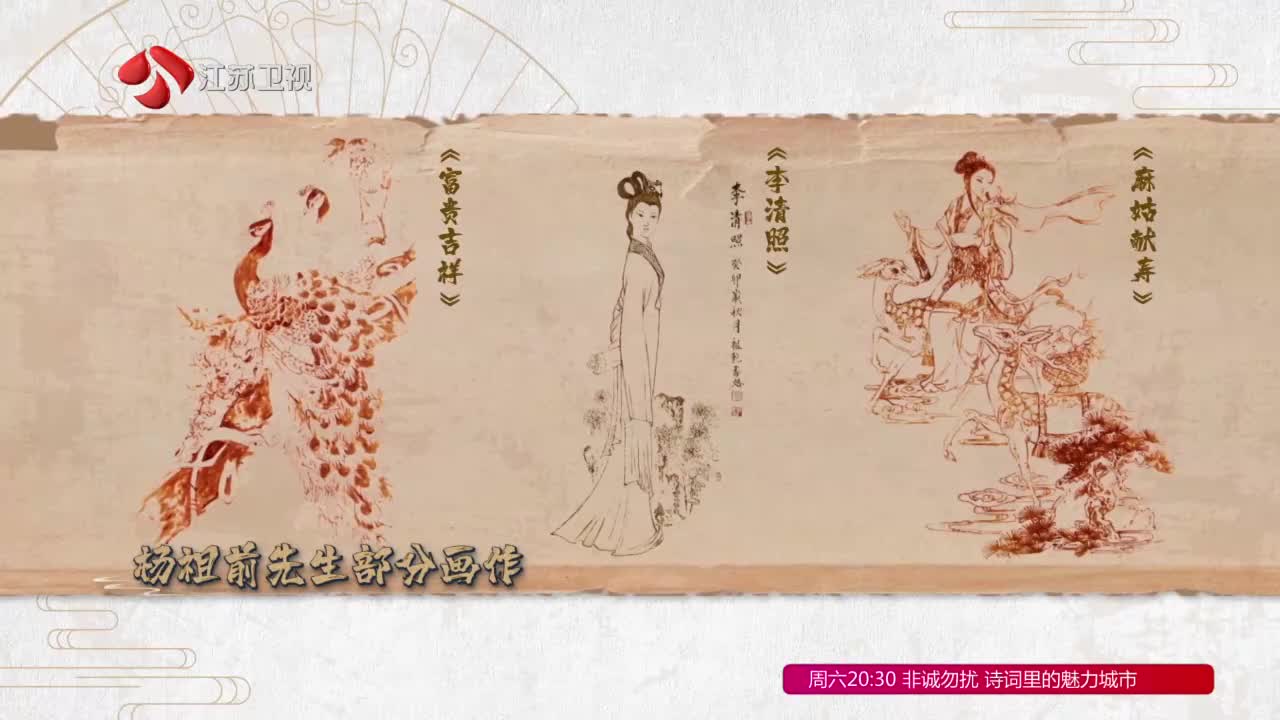 江苏卫视
《富贵吉祥》
《李清照》
李清照
《麻姑献寿》
杨祖前先生部分画作
周六20:30 非诚勿扰 诗词里的魅力城市